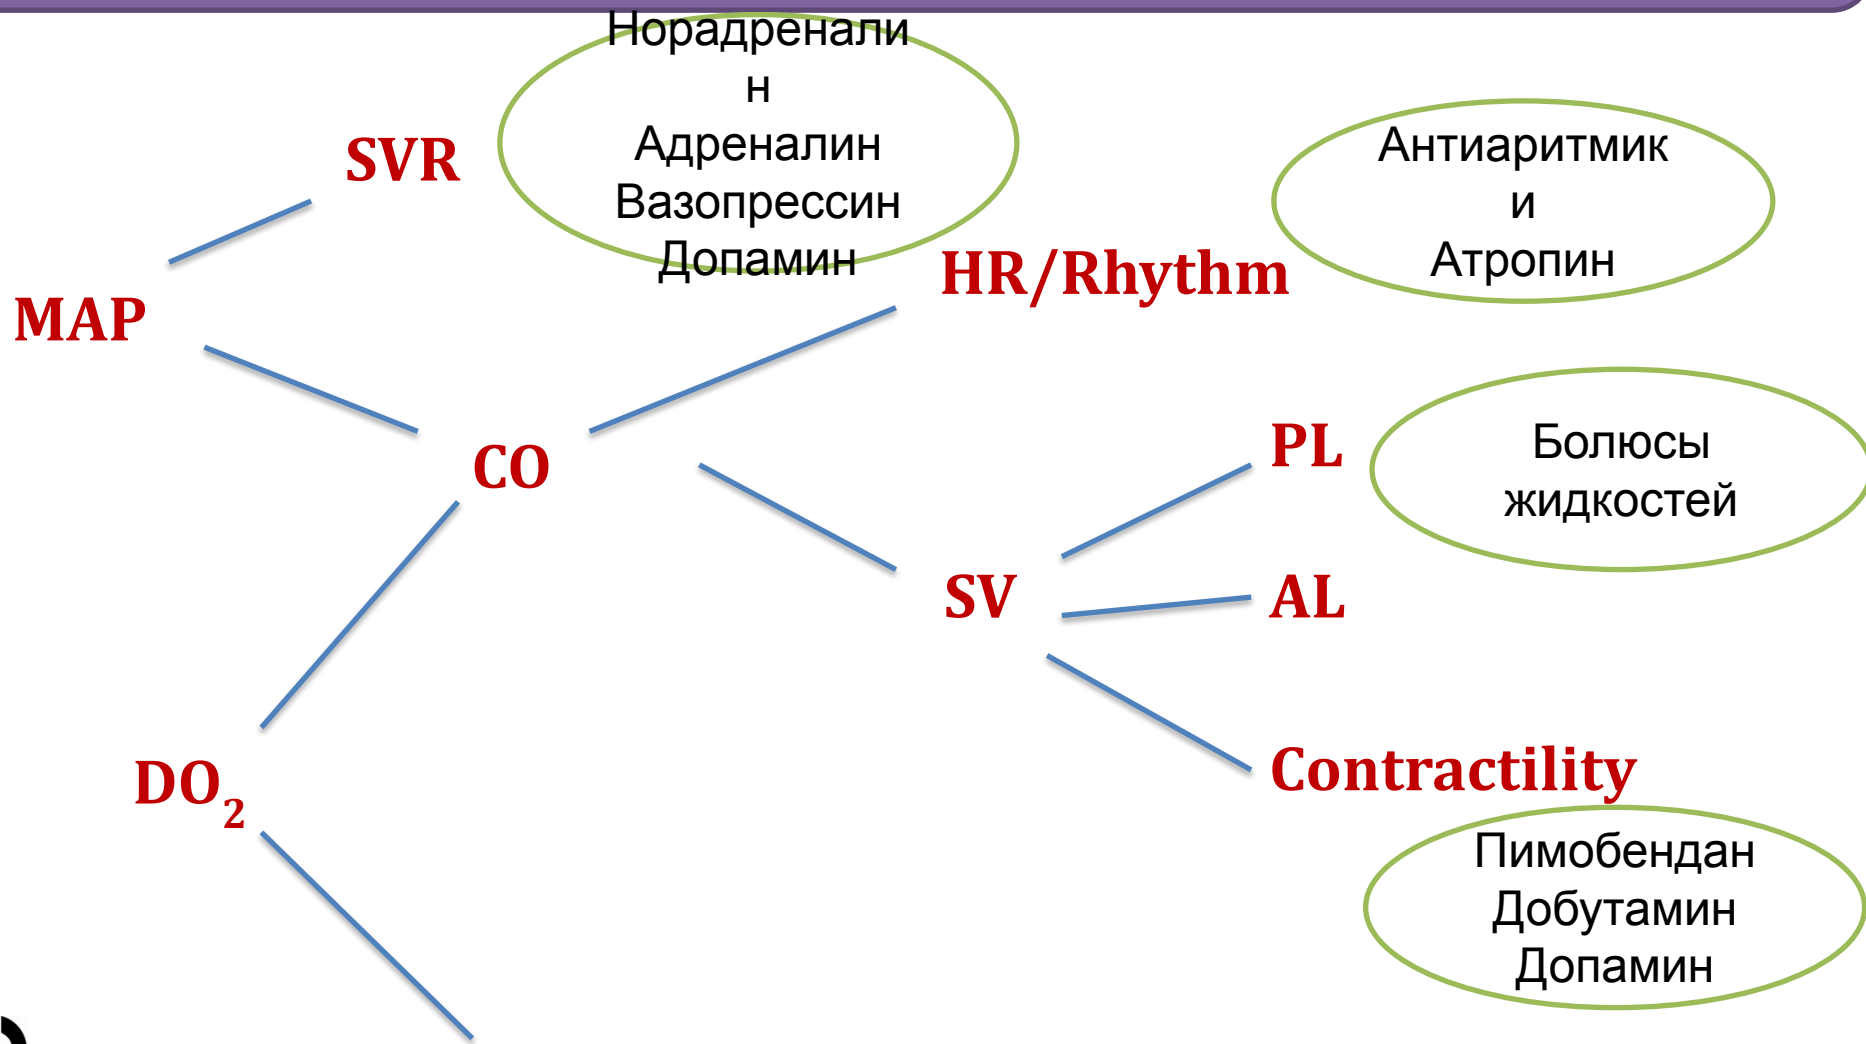 Норадренали
н
Адреналин
Вазопрессин
Допамин
SVR
Антиаритмик
и
Атропин
HR/Rhythm
MAP
CO
PL
Болюсы
жидкостей
SV
AL
Contractility
DO₂
Пимобендан
Добутамин
Допамин